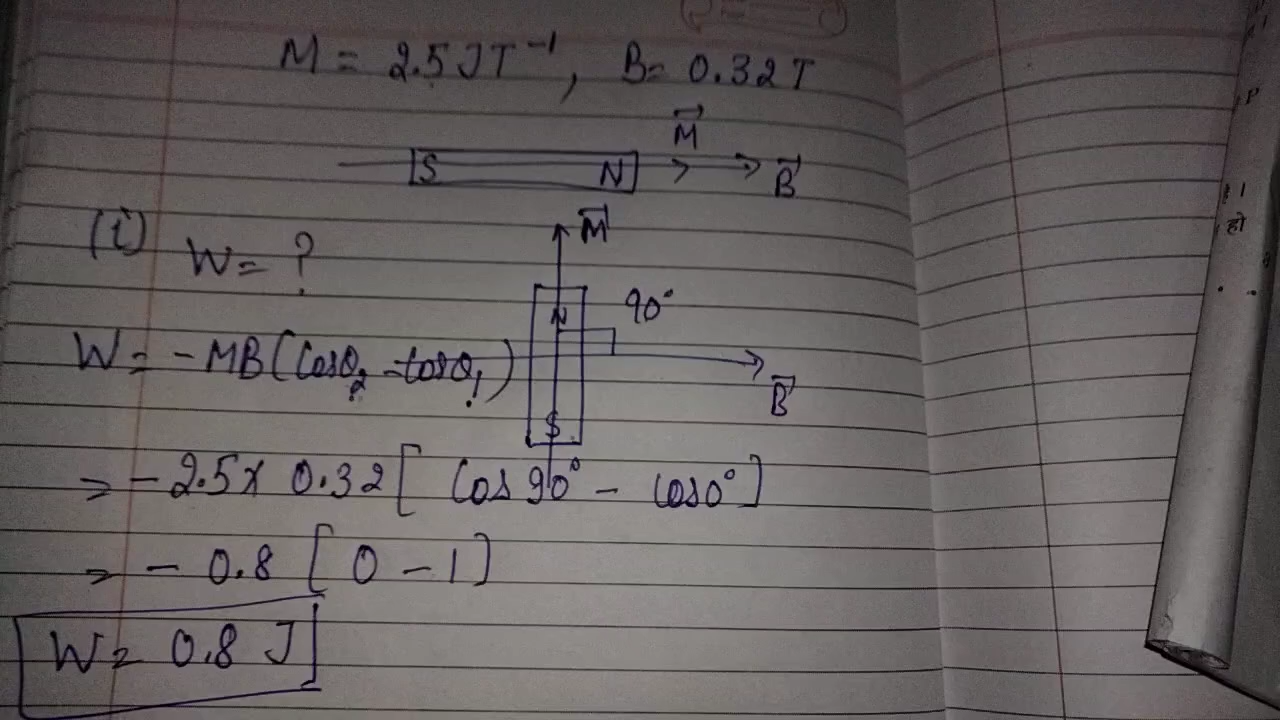 M = 2.5 JT⁻¹, B = 0.32 T
S N M⃗ B⃗
(i) W = ? M⃗
N 90°
W = -MB(cosθ₂ - cosθ₁)
B⃗
S
=> -2.5 x 0.32 [ cos 90° - cos 0° ]
=> - 0.8 [ 0 - 1 ]
W = 0.8 J
P
हो